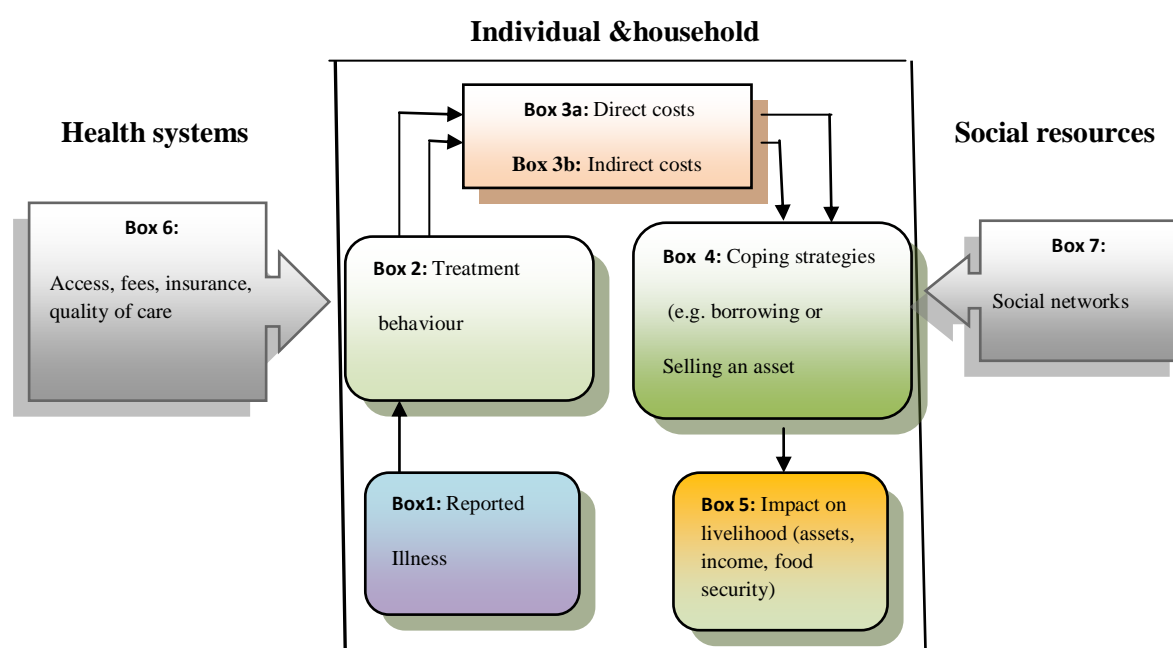 Individual &household
Health systems
Social resources
Box 3a: Direct costs
Box 3b: Indirect costs
Box 6:
Access, fees, insurance,
quality of care
Box 2: Treatment
behaviour
Box 4: Coping strategies
(e.g. borrowing or
Selling an asset
Box 7:
Social networks
Box1: Reported
Illness
Box 5: Impact on
livelihood (assets,
income, food
security)